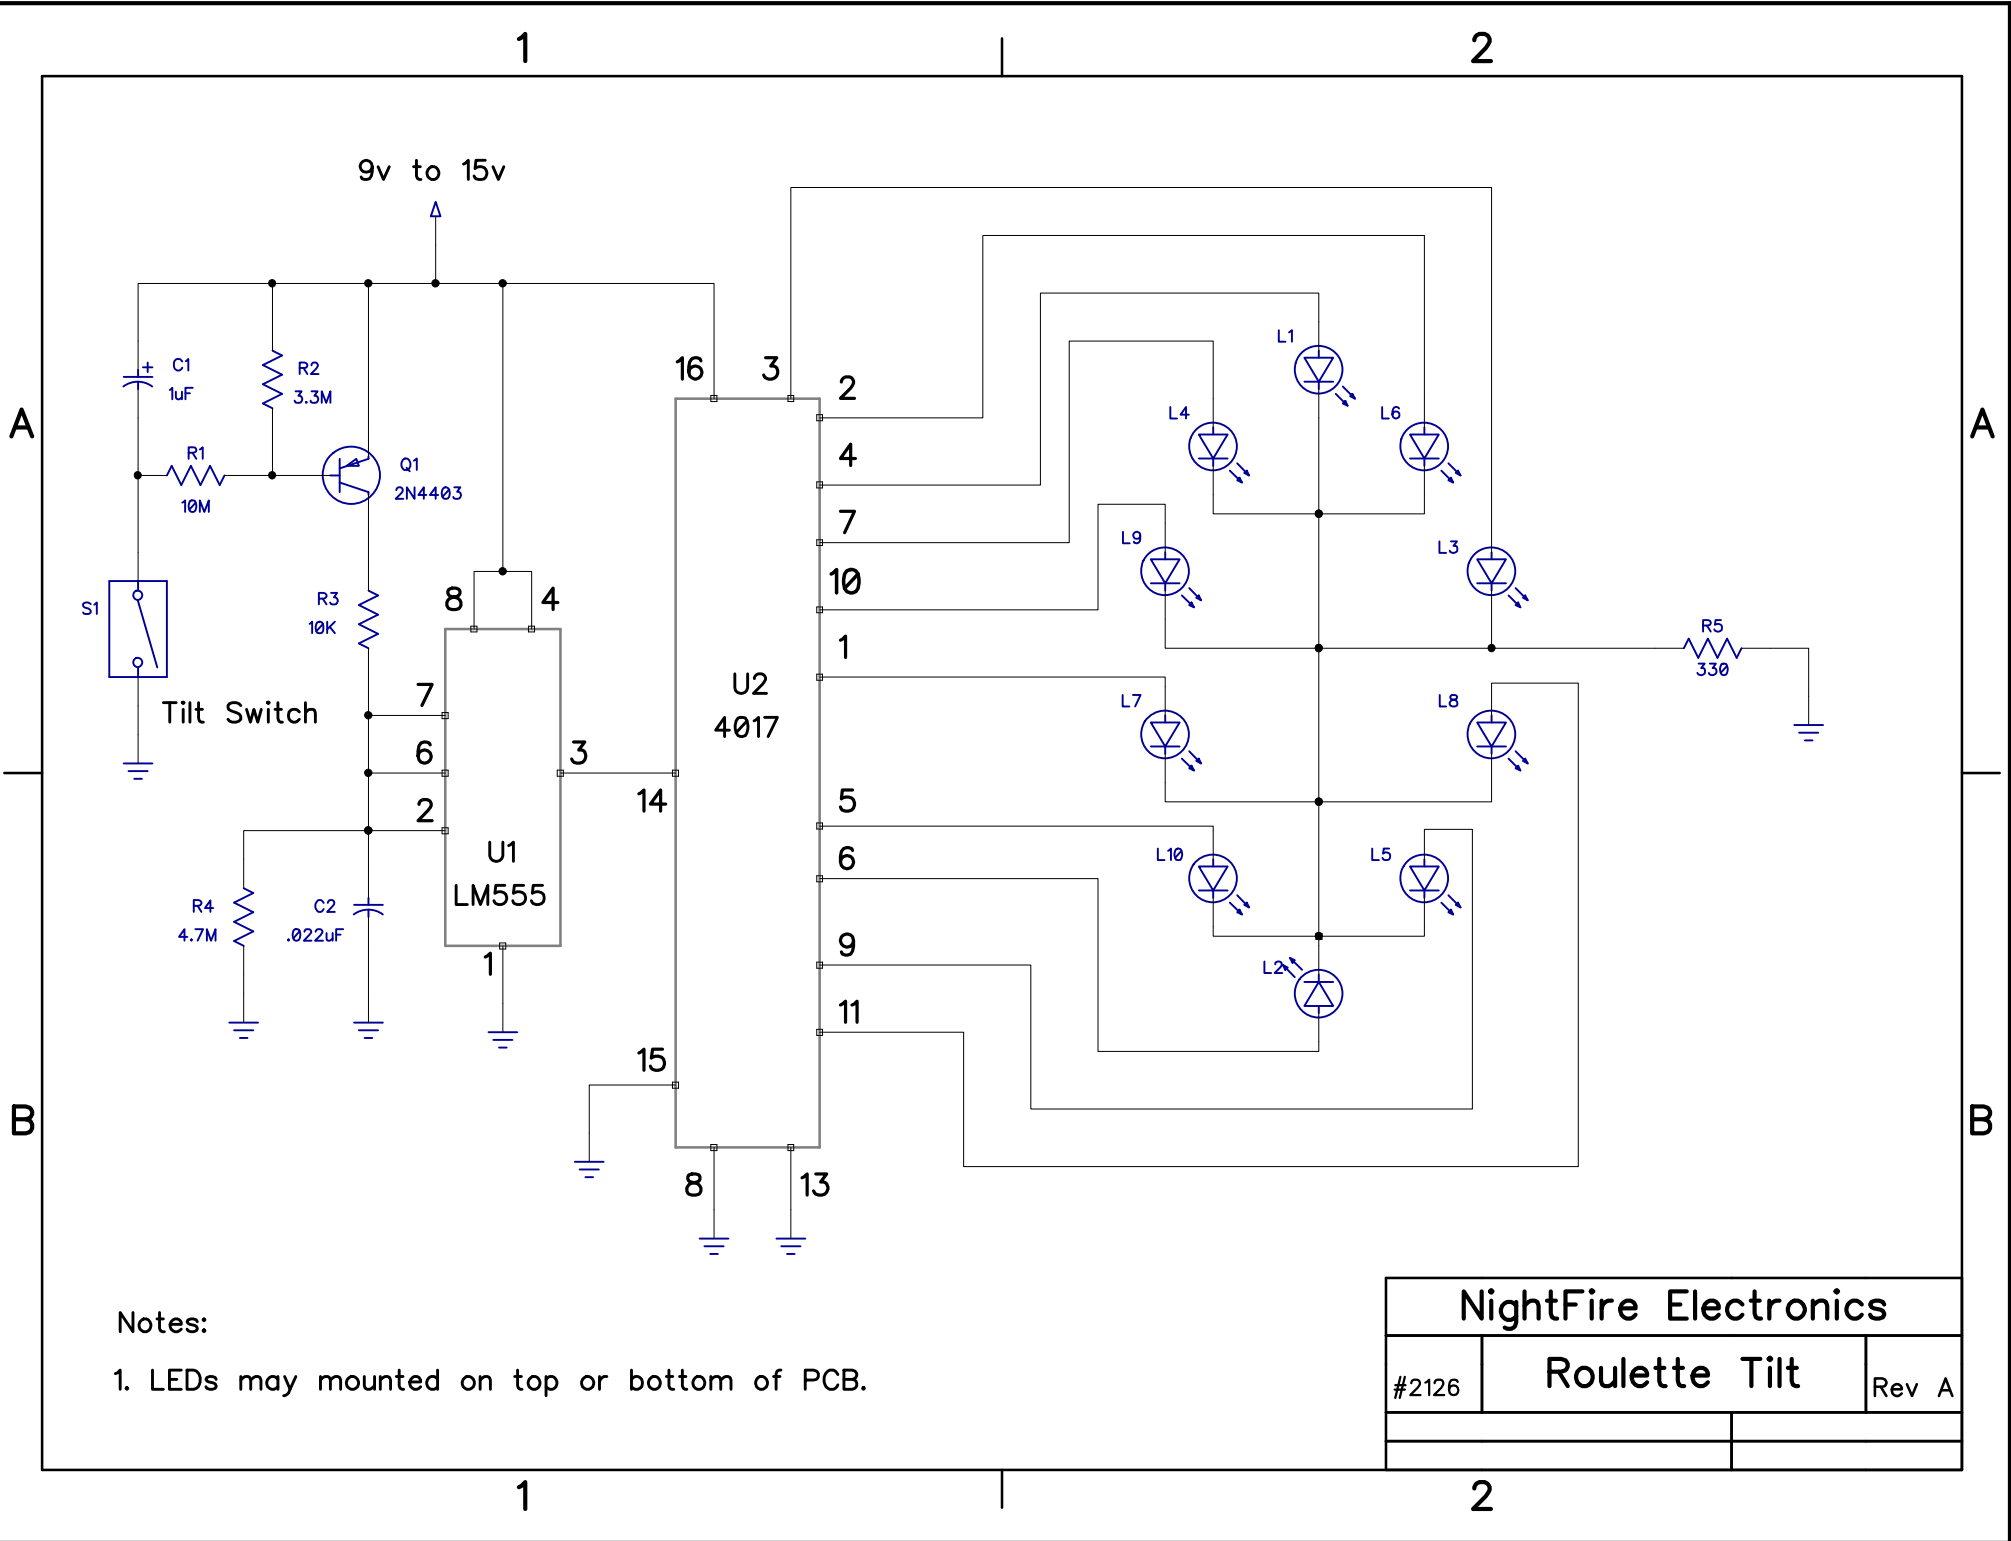 1 2
9v to 15v
A A
C1
1uF
R2
3.3M
R1
10M
Q1
2N4403
S1
Tilt Switch
R3
10K
8 4
7
6
2
3
U1
LM555
1
R4
4.7M
C2
.022uF
16 3
2
4
7
10
1
U2
4017
14
5
6
9
11
15
8 13
L1
L4
L6
L9
L3
R5
330
L7
L8
L10
L5
L2
B B
Notes:
1. LEDs may mounted on top or bottom of PCB.
NightFire Electronics
#2126 Roulette Tilt Rev A
1 2